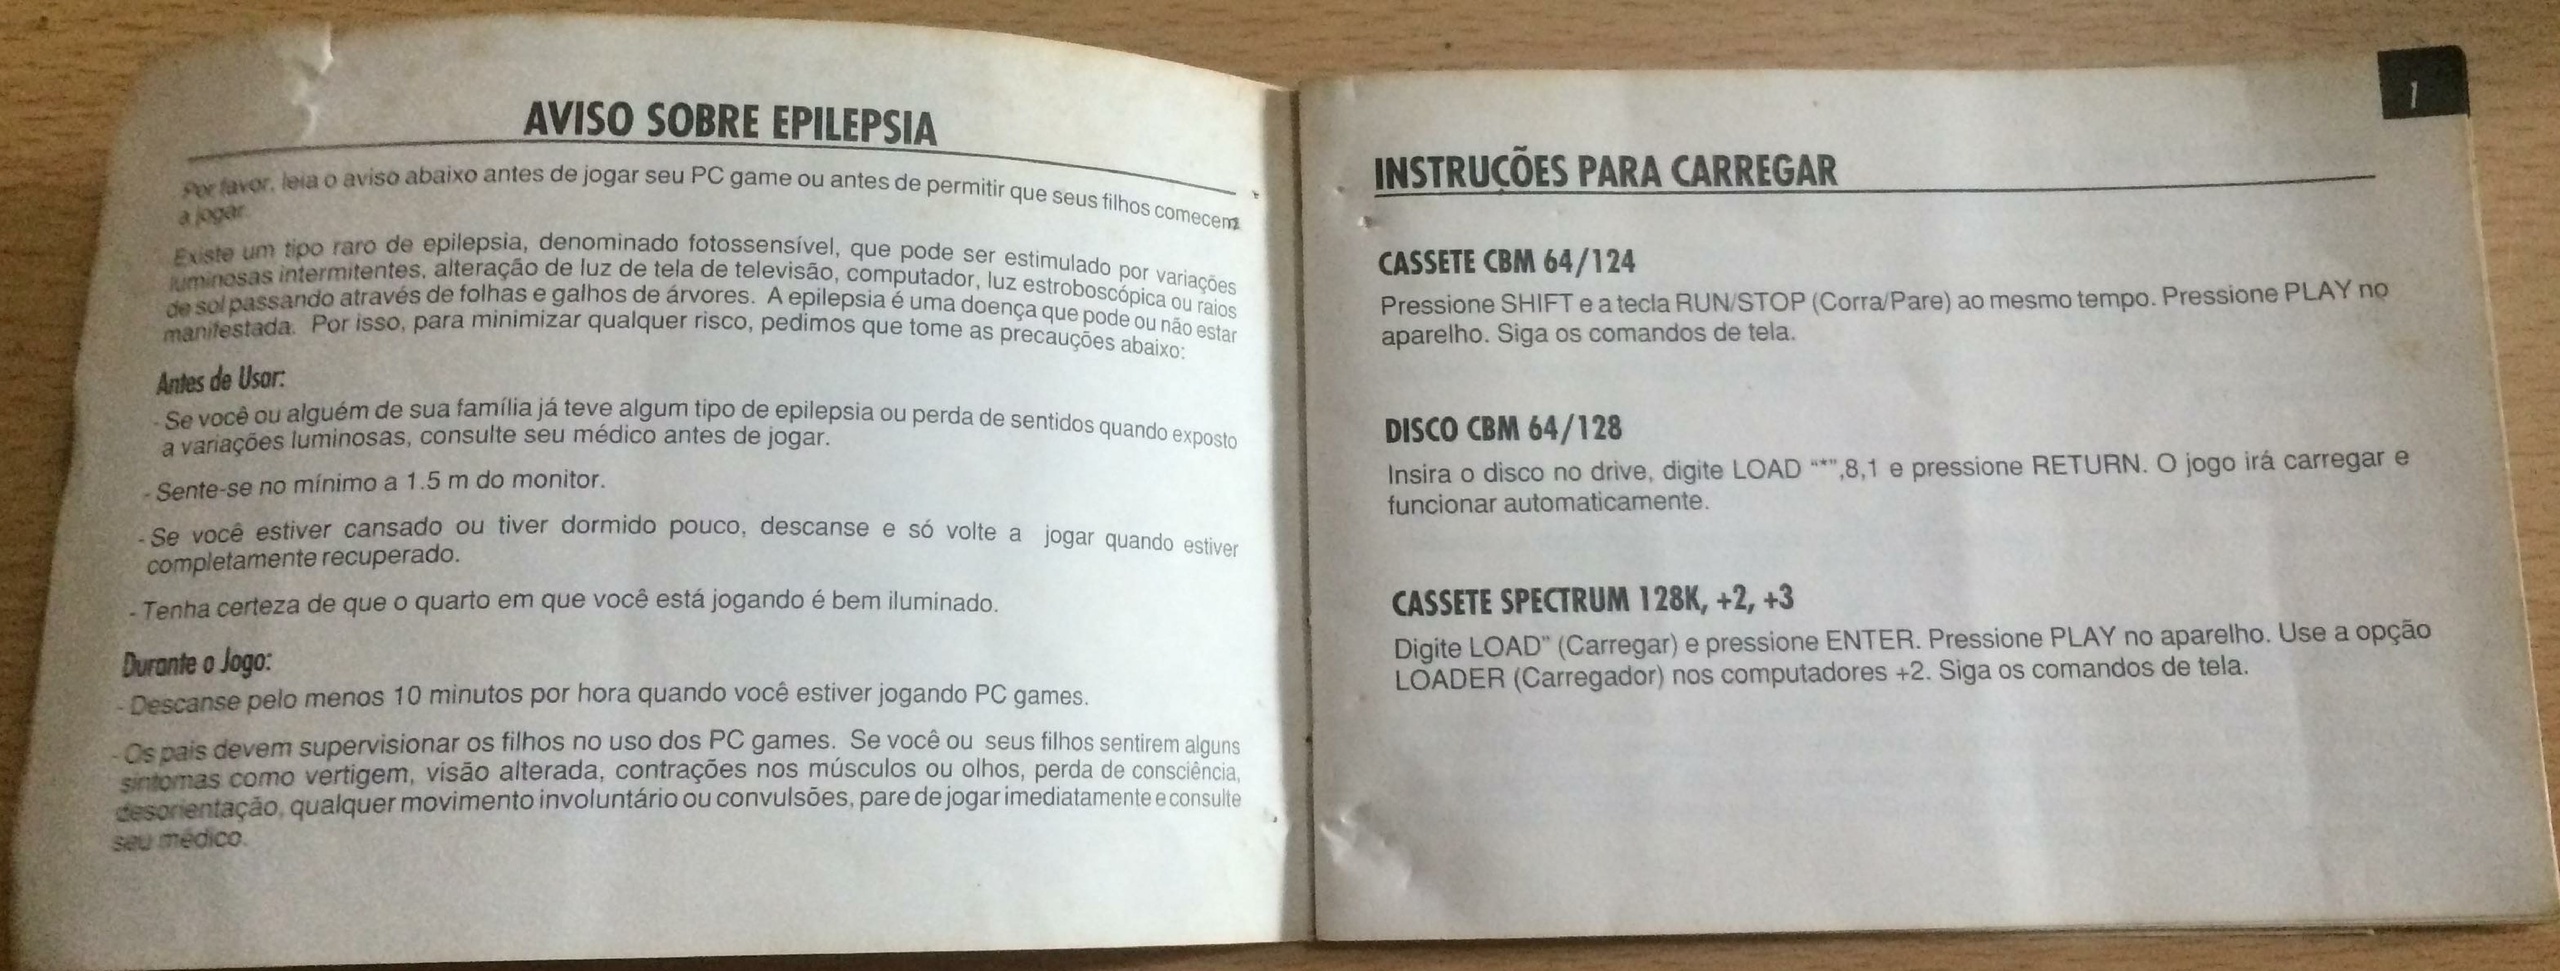 AVISO SOBRE EPILEPSIA
Por favor, leia o aviso abaixo antes de jogar seu PC game ou antes de permitir que seus filhos comecem
a jogar.
Existe um tipo raro de epilepsia, denominado fotossensível, que pode ser estimulado por variações
luminosas intermitentes, alteração de luz de tela de televisão, computador, luz estroboscópica ou raios
de sol passando através de folhas e galhos de árvores. A epilepsia é uma doença que pode ou não estar
manifestada. Por isso, para minimizar qualquer risco, pedimos que tome as precauções abaixo:
Antes de Usar:
- Se você ou alguém de sua família já teve algum tipo de epilepsia ou perda de sentidos quando exposto
a variações luminosas, consulte seu médico antes de jogar.
- Sente-se no mínimo a 1.5 m do monitor.
- Se você estiver cansado ou tiver dormido pouco, descanse e só volte a jogar quando estiver
completamente recuperado.
- Tenha certeza de que o quarto em que você está jogando é bem iluminado.
Durante o Jogo:
- Descanse pelo menos 10 minutos por hora quando você estiver jogando PC games.
- Os pais devem supervisionar os filhos no uso dos PC games. Se você ou seus filhos sentirem alguns
sintomas como vertigem, visão alterada, contrações nos músculos ou olhos, perda de consciência,
desorientação, qualquer movimento involuntário ou convulsões, pare de jogar imediatamente e consulte
seu médico.
1
INSTRUÇÕES PARA CARREGAR
CASSETE CBM 64/124
Pressione SHIFT e a tecla RUN/STOP (Corra/Pare) ao mesmo tempo. Pressione PLAY no
aparelho. Siga os comandos de tela.
DISCO CBM 64/128
Insira o disco no drive, digite LOAD “*”,8,1 e pressione RETURN. O jogo irá carregar e
funcionar automaticamente.
CASSETE SPECTRUM 128K, +2, +3
Digite LOAD” (Carregar) e pressione ENTER. Pressione PLAY no aparelho. Use a opção
LOADER (Carregador) nos computadores +2. Siga os comandos de tela.